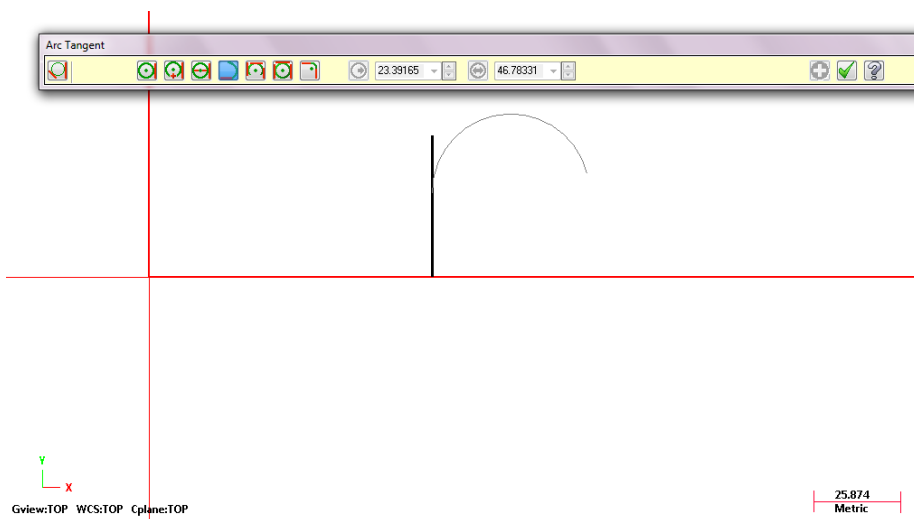 Arc Tangent
23.39165 46.78331
Y
X
Gview:TOP WCS:TOP Cplane:TOP
25.874
Metric